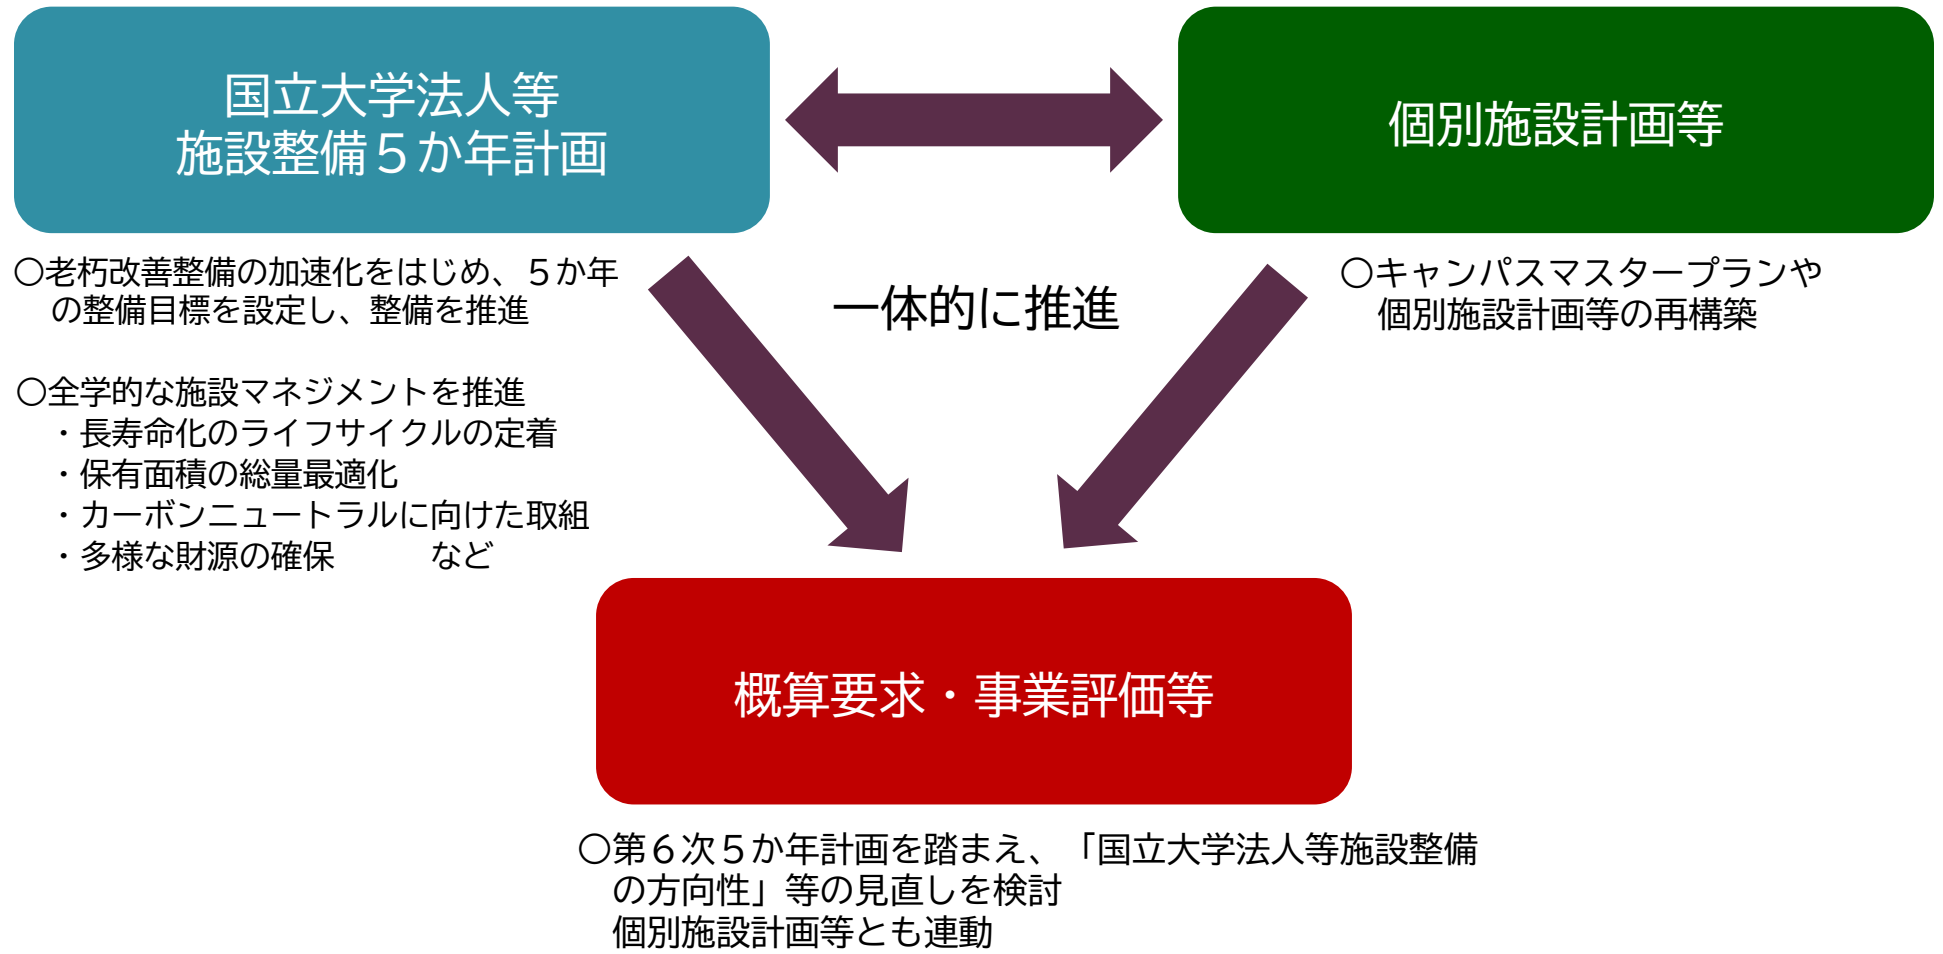 国立大学法人等
施設整備５か年計画
個別施設計画等
〇老朽改善整備の加速化をはじめ、５か年
の整備目標を設定し、整備を推進
〇全学的な施設マネジメントを推進
・長寿命化のライフサイクルの定着
・保有面積の総量最適化
・カーボンニュートラルに向けた取組
・多様な財源の確保　　　など
一体的に推進
〇キャンパスマスタープランや
個別施設計画等の再構築
概算要求・事業評価等
〇第６次５か年計画を踏まえ、「国立大学法人等施設整備
の方向性」等の見直しを検討
個別施設計画等とも連動